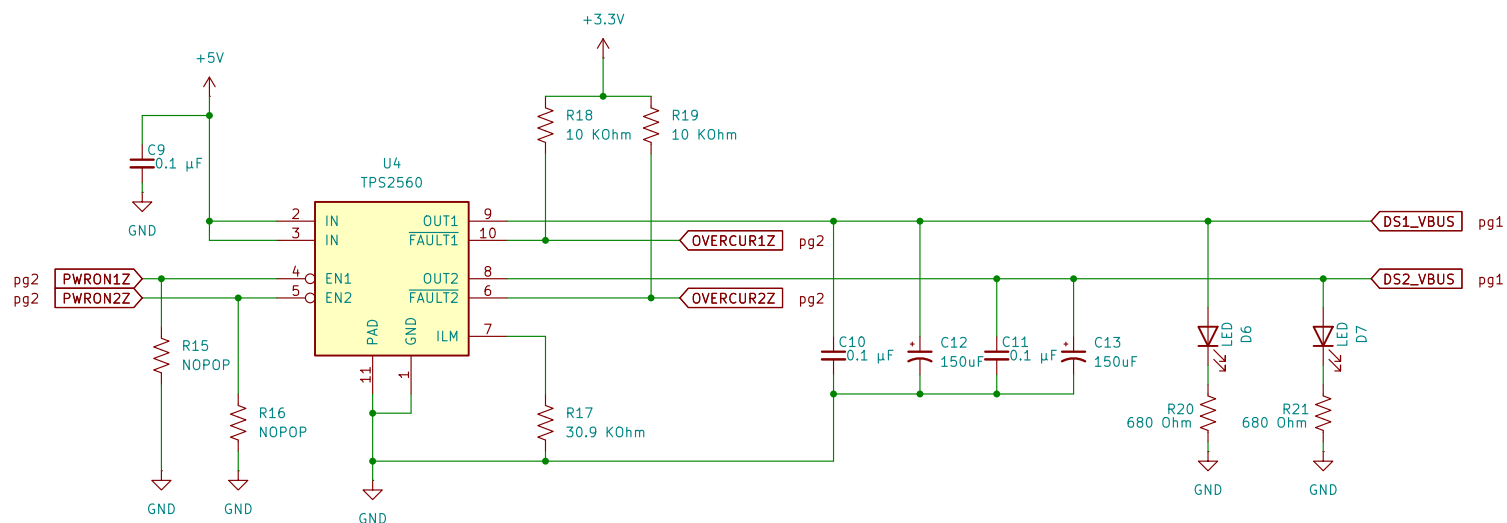 +3.3V
+5V
R18
10 KOhm
R19
10 KOhm
C9
0.1 µF
GND
U4
TPS2560
2
IN
OUT1
9
DS1_VBUS
pg1
3
IN
FAULT1
10
OVERCUR1Z
pg2
pg2
PWRON1Z
4
EN1
OUT2
8
DS2_VBUS
pg1
pg2
PWRON2Z
5
EN2
FAULT2
6
OVERCUR2Z
pg2
PAD
GND
ILM
7
11
1
R15
NOPOP
R16
NOPOP
R17
30.9 KOhm
C10
0.1 µF
C12
150uF
C11
0.1 µF
C13
150uF
LED
D6
LED
D7
R20
680 Ohm
R21
680 Ohm
GND
GND
GND
GND
GND